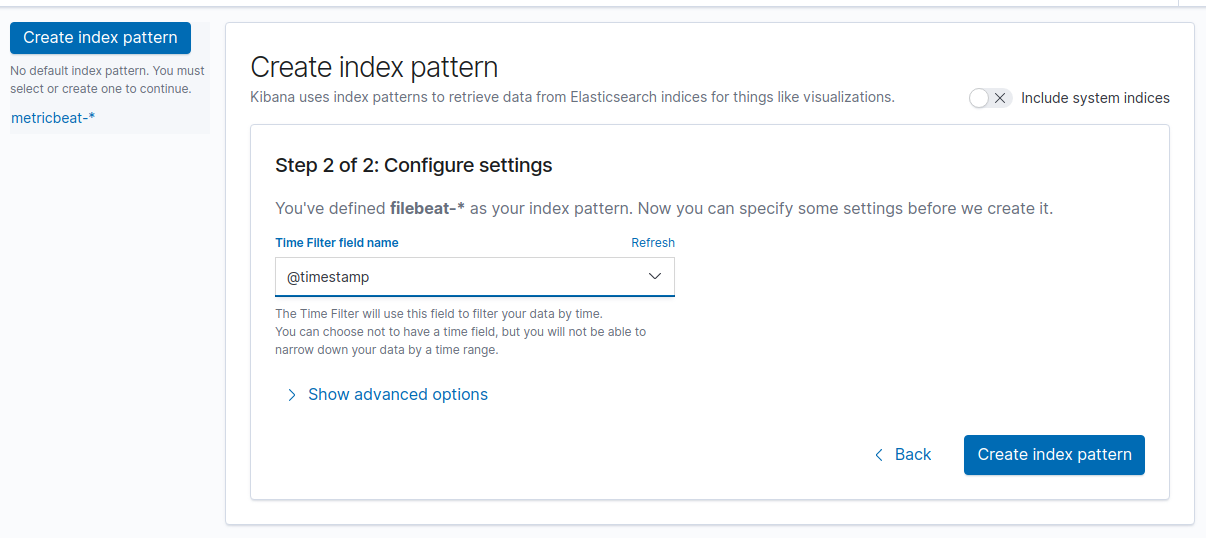 Create index pattern
No default index pattern. You must
select or create one to continue.
metricbeat-*
Create index pattern
Kibana uses index patterns to retrieve data from Elasticsearch indices for things like visualizations.
Include system indices
Step 2 of 2: Configure settings
You've defined filebeat-* as your index pattern. Now you can specify some settings before we create it.
Time Filter field name Refresh
@timestamp
The Time Filter will use this field to filter your data by time.
You can choose not to have a time field, but you will not be able to
narrow down your data by a time range.
Show advanced options
Back Create index pattern